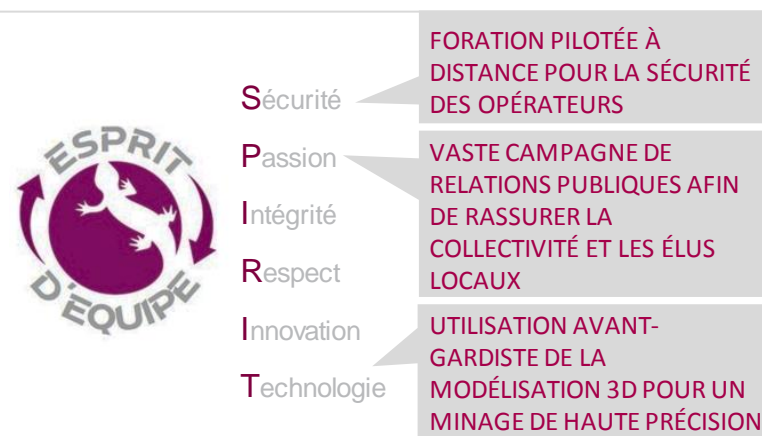 ESPRIT
D'ÉQUIPE
Sécurité
Passion
Intégrité
Respect
Innovation
Technologie
FORATION PILOTÉE À
DISTANCE POUR LA SÉCURITÉ
DES OPÉRATEURS
VASTE CAMPAGNE DE
RELATIONS PUBLIQUES AFIN
DE RASSURER LA
COLLECTIVITÉ ET LES ÉLUS
LOCAUX
UTILISATION AVANT-
GARDISTE DE LA
MODÉLISATION 3D POUR UN
MINAGE DE HAUTE PRÉCISION